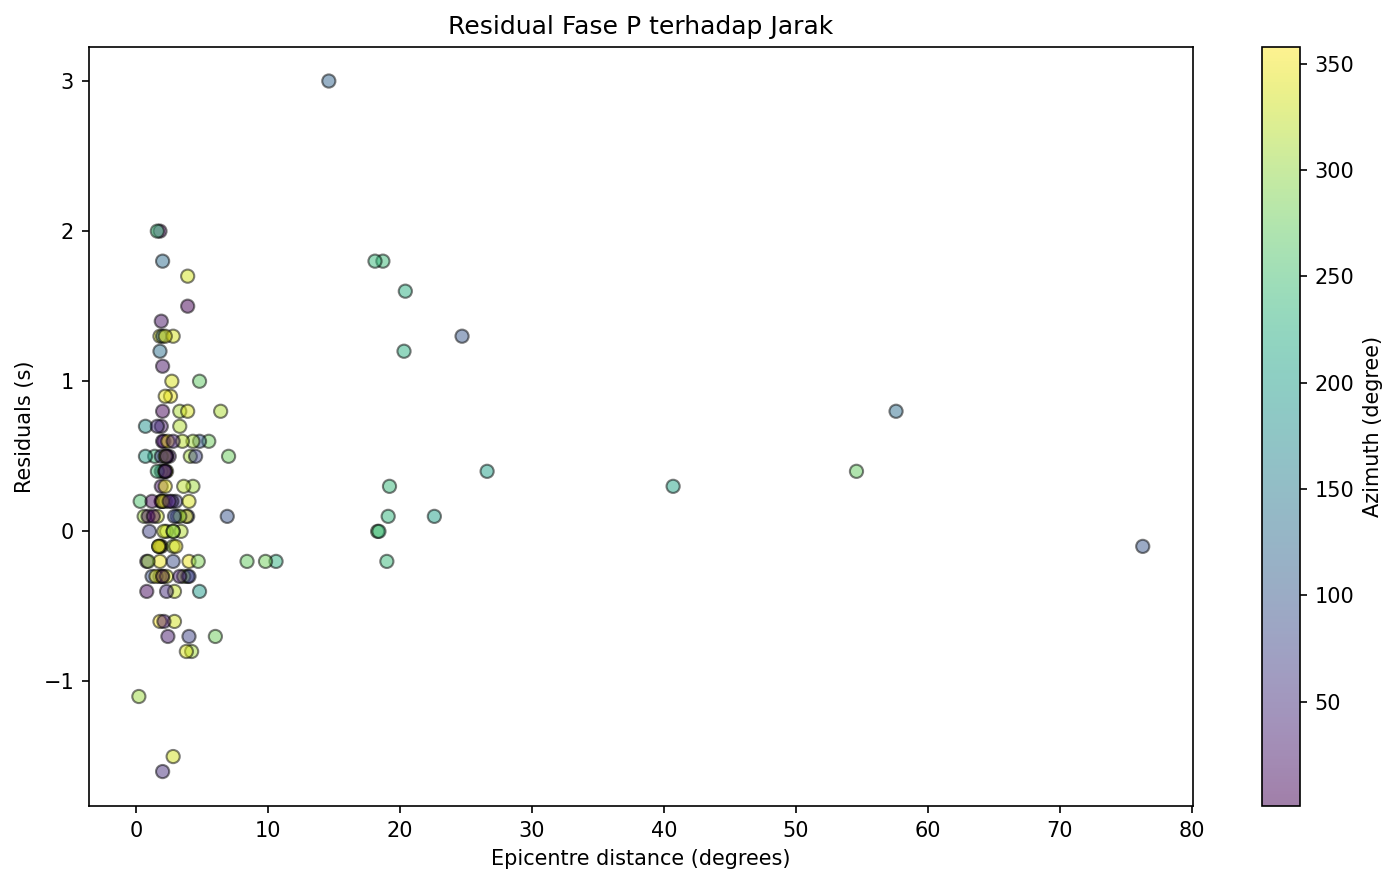 Residual Fase P terhadap Jarak
Residuals (s)
3
2
1
0
−1
0 10 20 30 40 50 60 70 80
Epicentre distance (degrees)
350
300
250
200
150
100
50
Azimuth (degree)